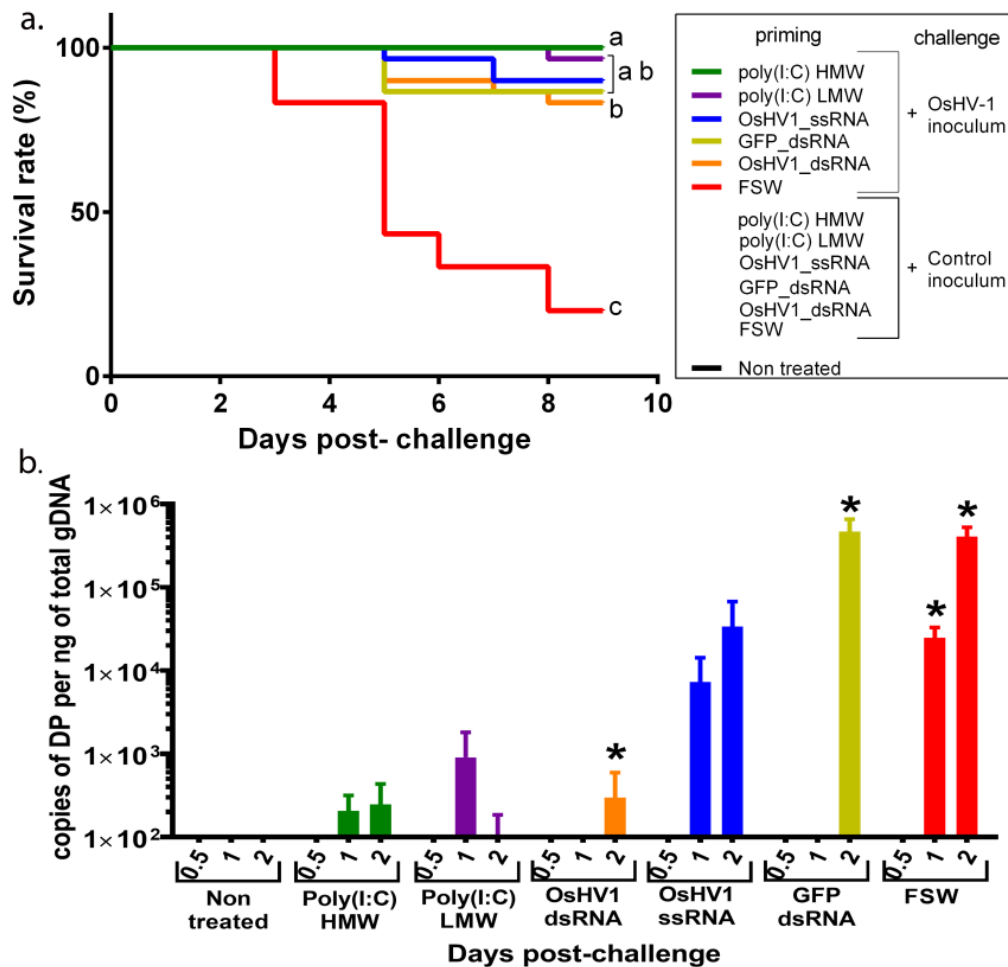 a.
Survival rate (%)
100
50
0
0 2 4 6 8 10
Days post- challenge
a
a b
b
c
priming challenge
poly(I:C) HMW
poly(I:C) LMW
OsHV1_ssRNA
GFP_dsRNA
OsHV1_dsRNA
FSW
+ OsHV-1
inoculum
poly(I:C) HMW
poly(I:C) LMW
OsHV1_ssRNA
GFP_dsRNA
OsHV1_dsRNA
FSW
+ Control
inoculum
Non treated
b.
copies of DP per ng of total gDNA
1×10⁶
1×10⁵
1×10⁴
1×10³
1×10²
* * * *
0.5 1 2 0.5 1 2 0.5 1 2 0.5 1 2 0.5 1 2 0.5 1 2 0.5 1 2
Non Poly(I:C) Poly(I:C) OsHV1 OsHV1 GFP FSW
treated HMW LMW dsRNA ssRNA dsRNA
Days post-challenge